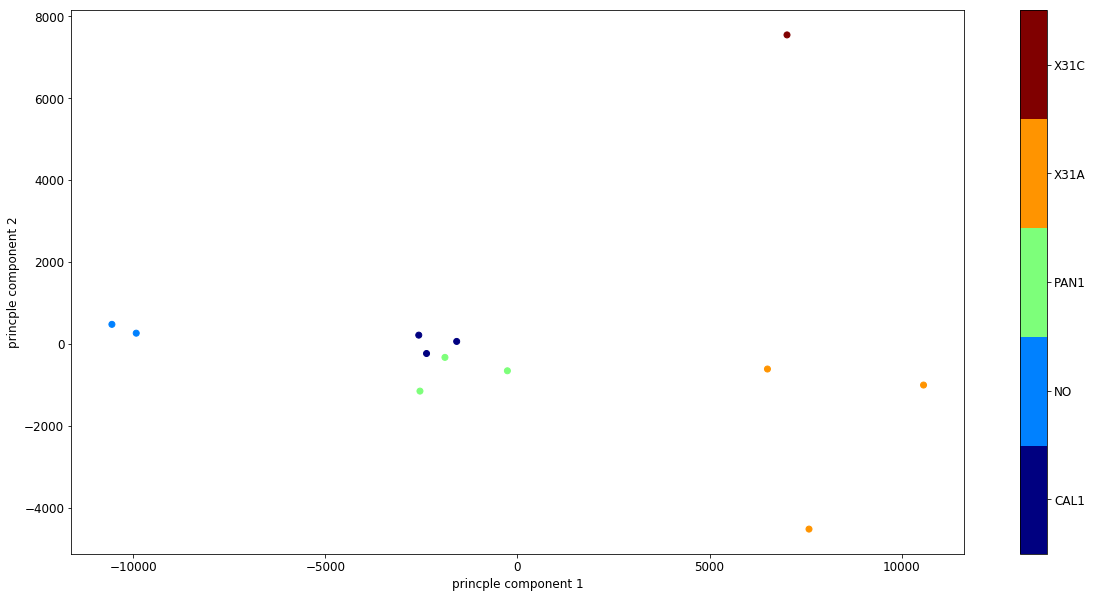 8000
6000
4000
2000
0
−2000
−4000
princple component 2
−10000
−5000
0
5000
10000
princple component 1
X31C
X31A
PAN1
NO
CAL1